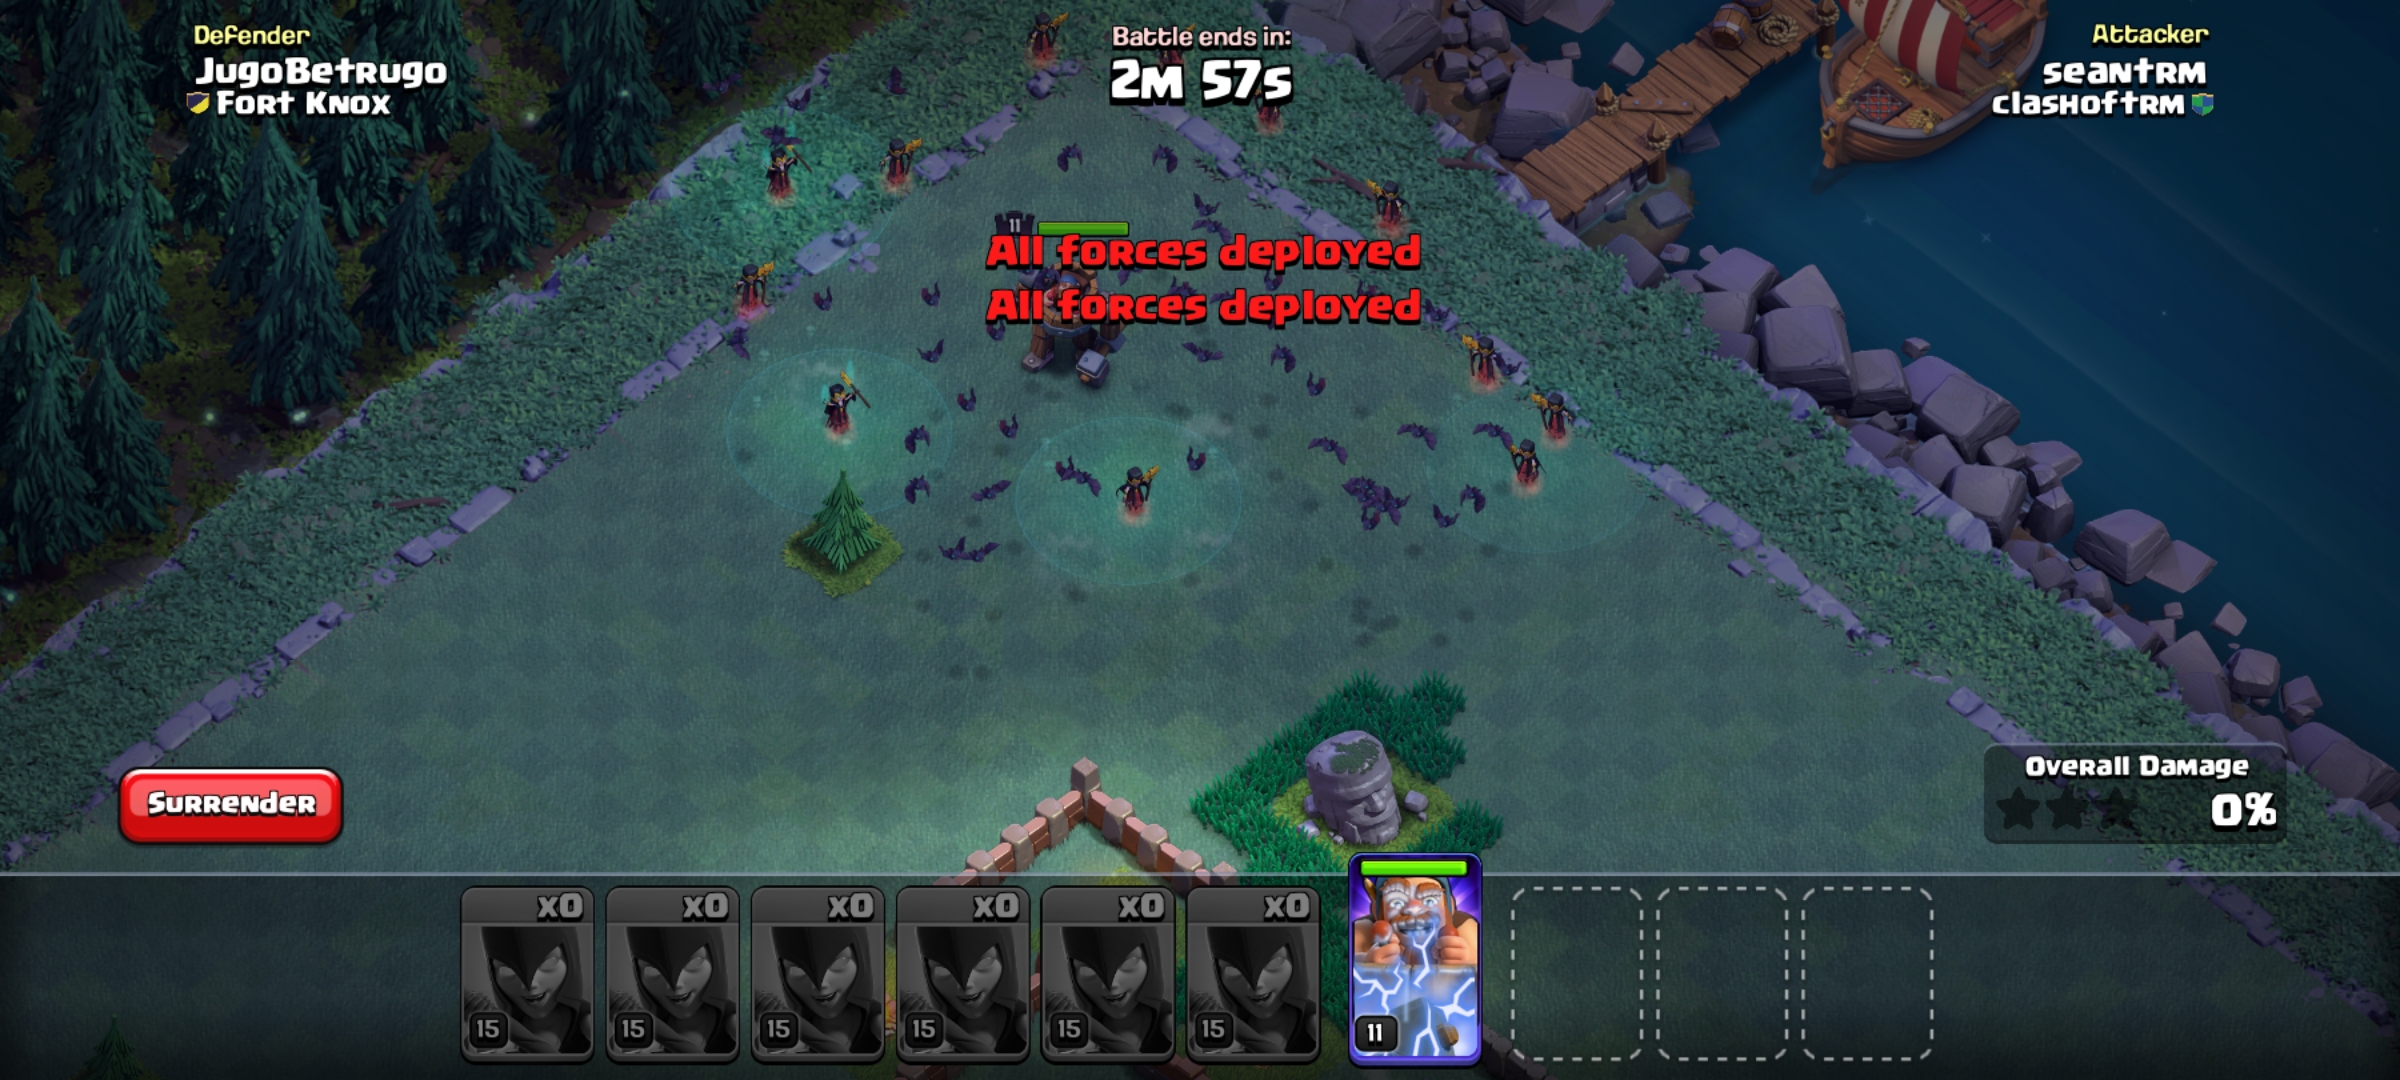 Defender
JugoBetrugo
Fort Knox
Battle ends in:
2M 57s
Attacker
seantrm
clashoftrm
11
All forces deployed
All forces deployed
Surrender
Overall Damage
0%
x0
x0
x0
x0
x0
x0
15
15
15
15
15
15
11